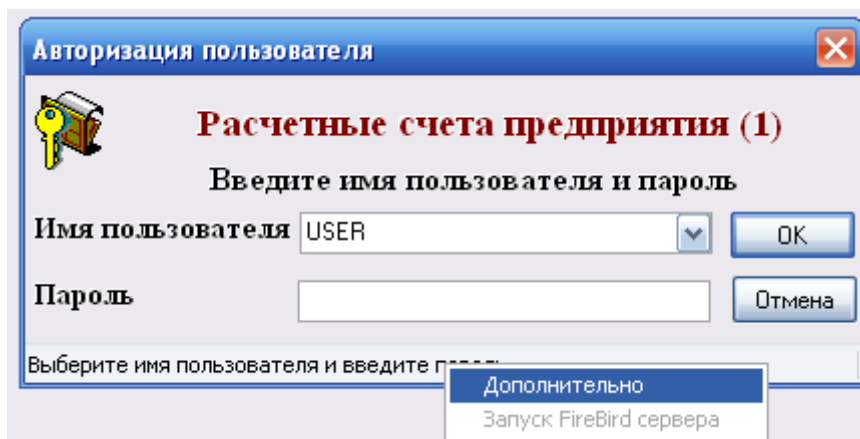 Авторизация пользователя
Расчетные счета предприятия (1)
Введите имя пользователя и пароль
Имя пользователя USER OK
Пароль Отмена
Выберите имя пользователя и введите
Дополнительно
Запуск FireBird сервера